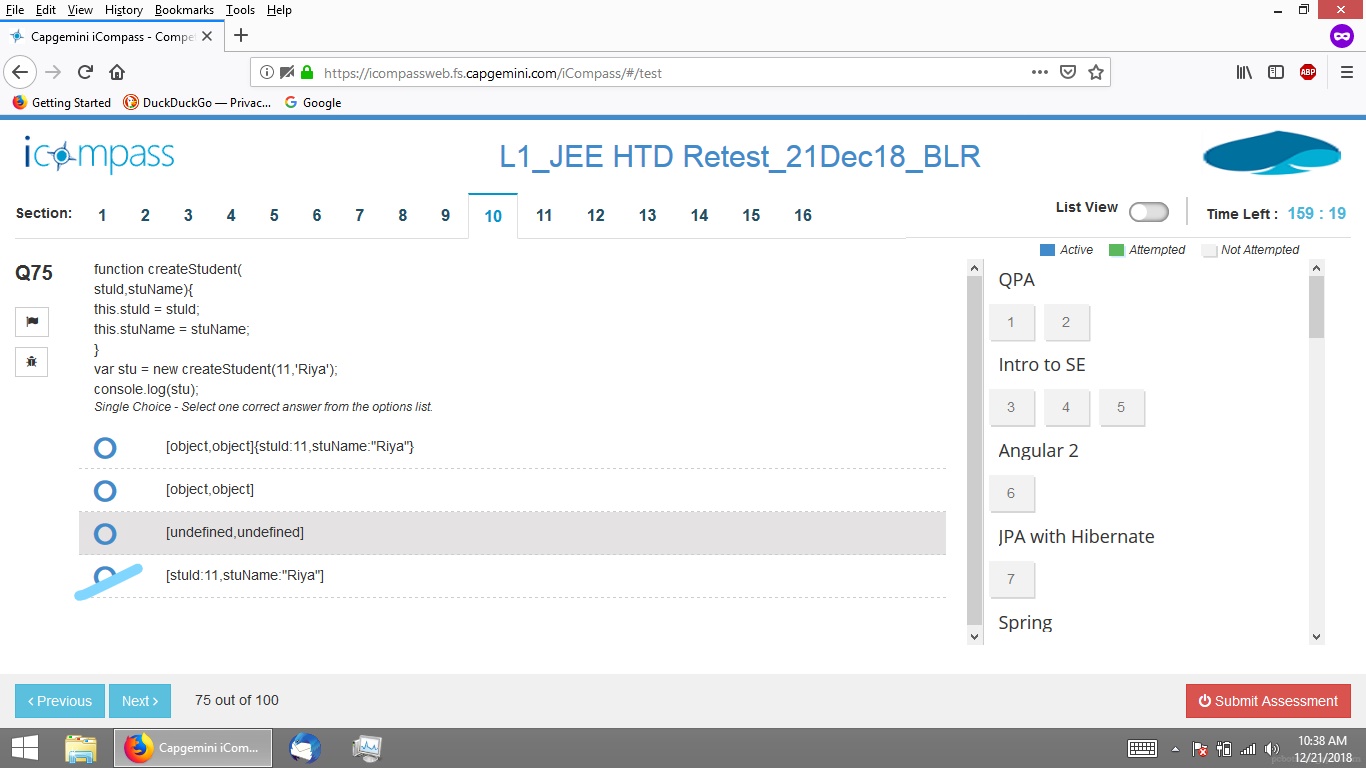 File Edit View History Bookmarks Tools Help
Capgemini iCompass - Compe
https://icompassweb.fs.capgemini.com/iCompass/#/test
ABP
Getting Started DuckDuckGo — Privac... Google
icompass
L1_JEE HTD Retest_21Dec18_BLR
Section: 1 2 3 4 5 6 7 8 9 10 11 12 13 14 15 16
List View
Time Left : 159 : 19
Active Attempted Not Attempted
Q75
function createStudent(
stuId,stuName){
this.stuId = stuId;
this.stuName = stuName;
}
var stu = new createStudent(11,'Riya');
console.log(stu);
Single Choice - Select one correct answer from the options list.
[object,object]{stuId:11,stuName:"Riya"}
[object,object]
[undefined,undefined]
[stuId:11,stuName:"Riya"]
QPA
1 2
Intro to SE
3 4 5
Angular 2
6
JPA with Hibernate
7
Spring
Previous Next 75 out of 100
Submit Assessment
Capgemini iCom...
10:38 AM
12/21/2018